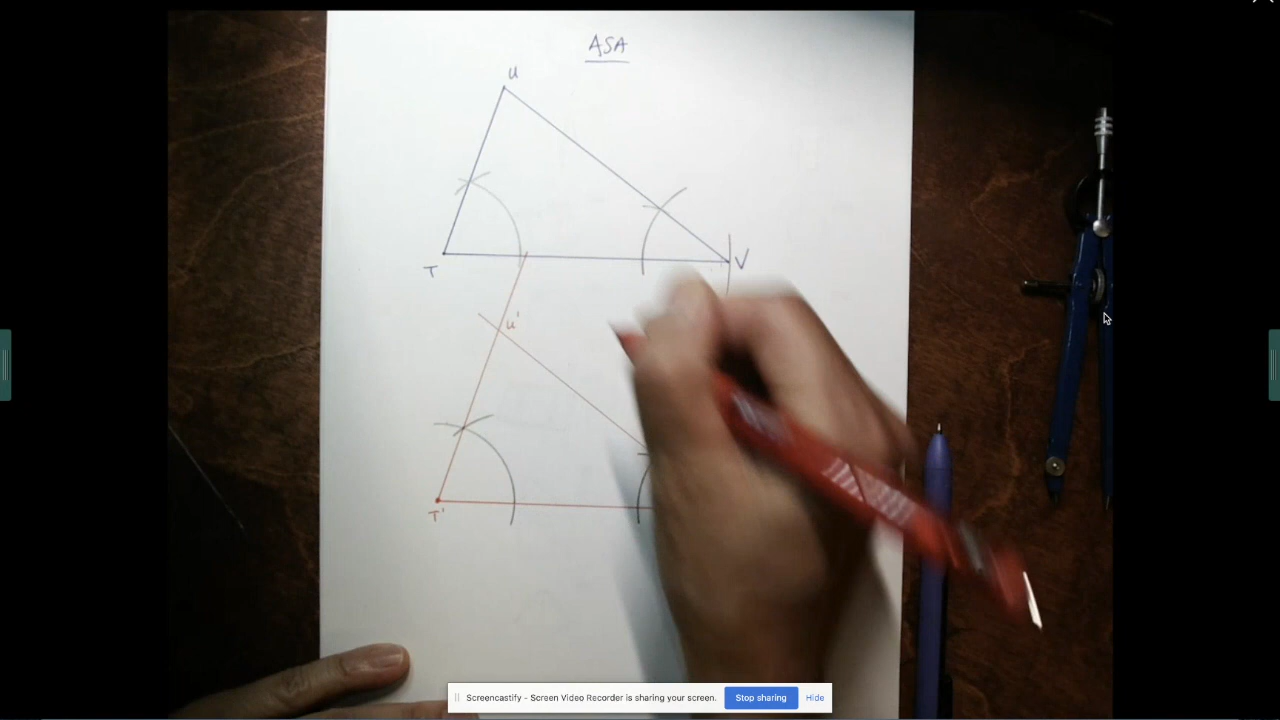 ASA
U
T
V
U'
T'
Screencastify - Screen Video Recorder is sharing your screen.
Stop sharing
Hide